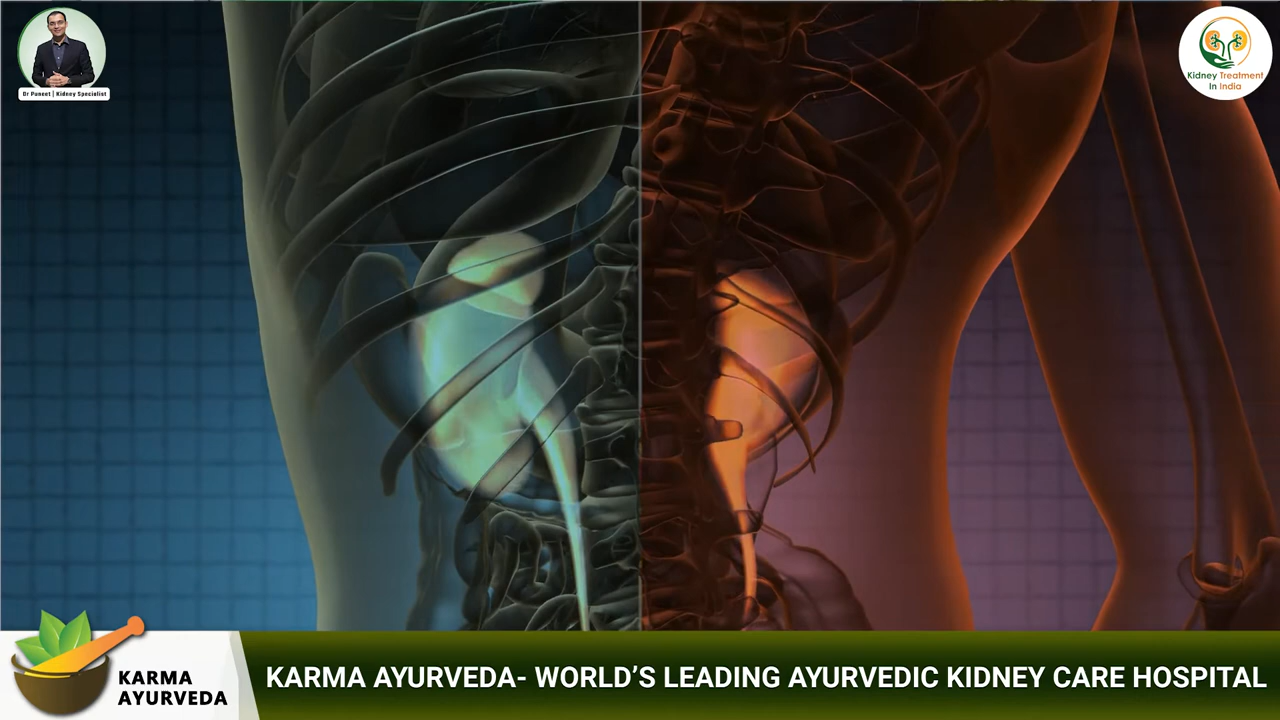 Dr Puneet | Kidney Specialist
Kidney Treatment
In India
KARMA
AYURVEDA
KARMA AYURVEDA- WORLD'S LEADING AYURVEDIC KIDNEY CARE HOSPITAL